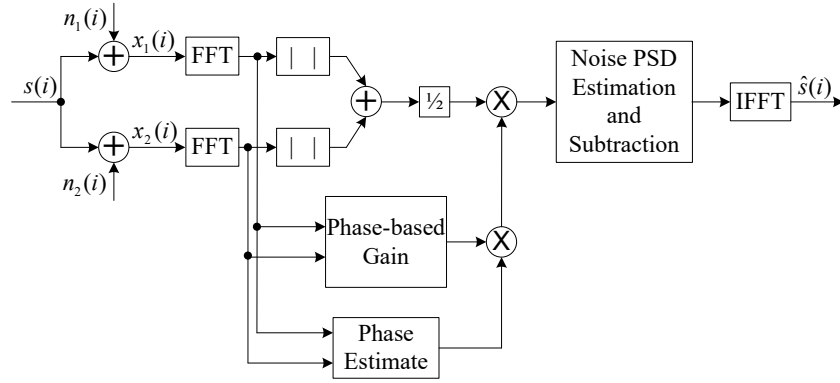 n₁(i)
x₁(i)
FFT
| |
s(i)
+
+
½
X
Noise PSD
Estimation
and
Subtraction
IFFT
ŝ(i)
x₂(i)
+
FFT
| |
n₂(i)
Phase-based
Gain
X
Phase
Estimate